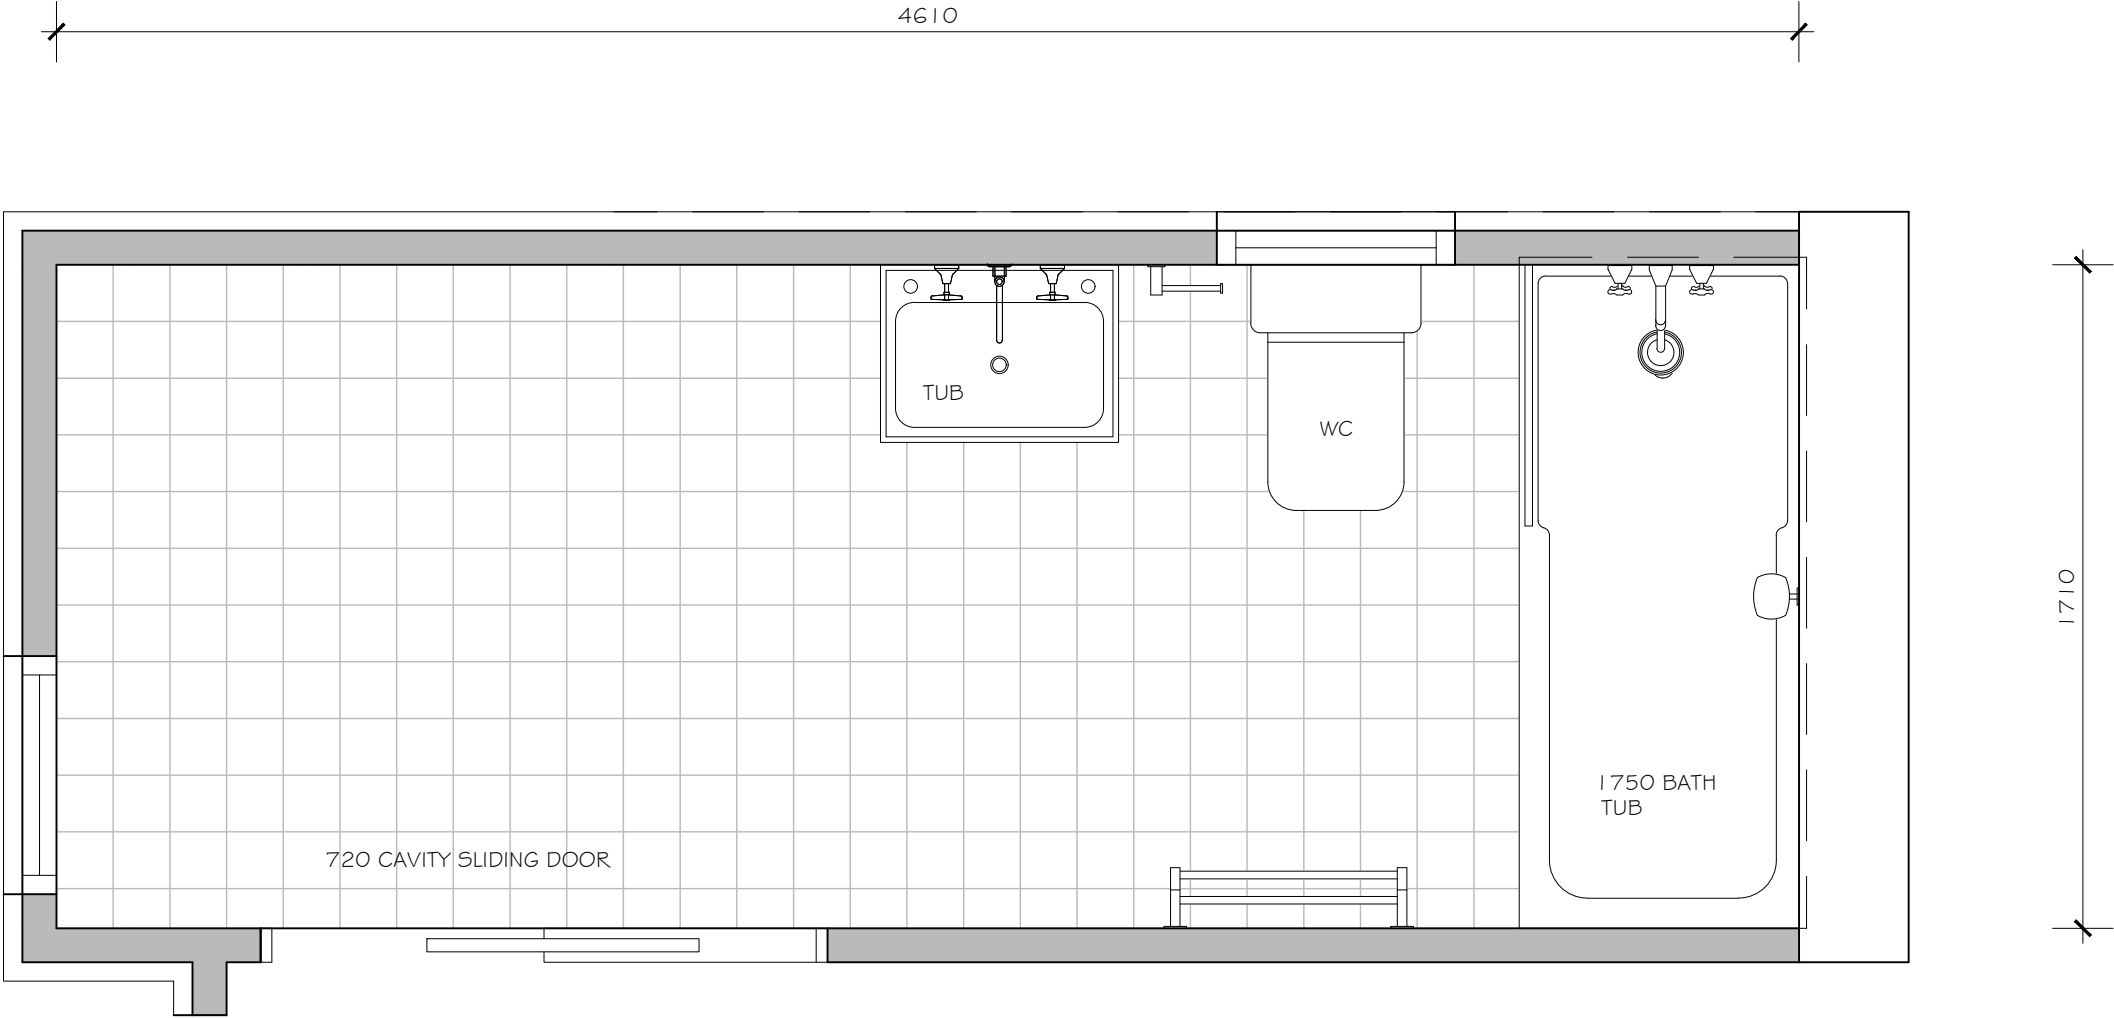 4610
TUB
WC
1710
1750 BATH
TUB
720 CAVITY SLIDING DOOR